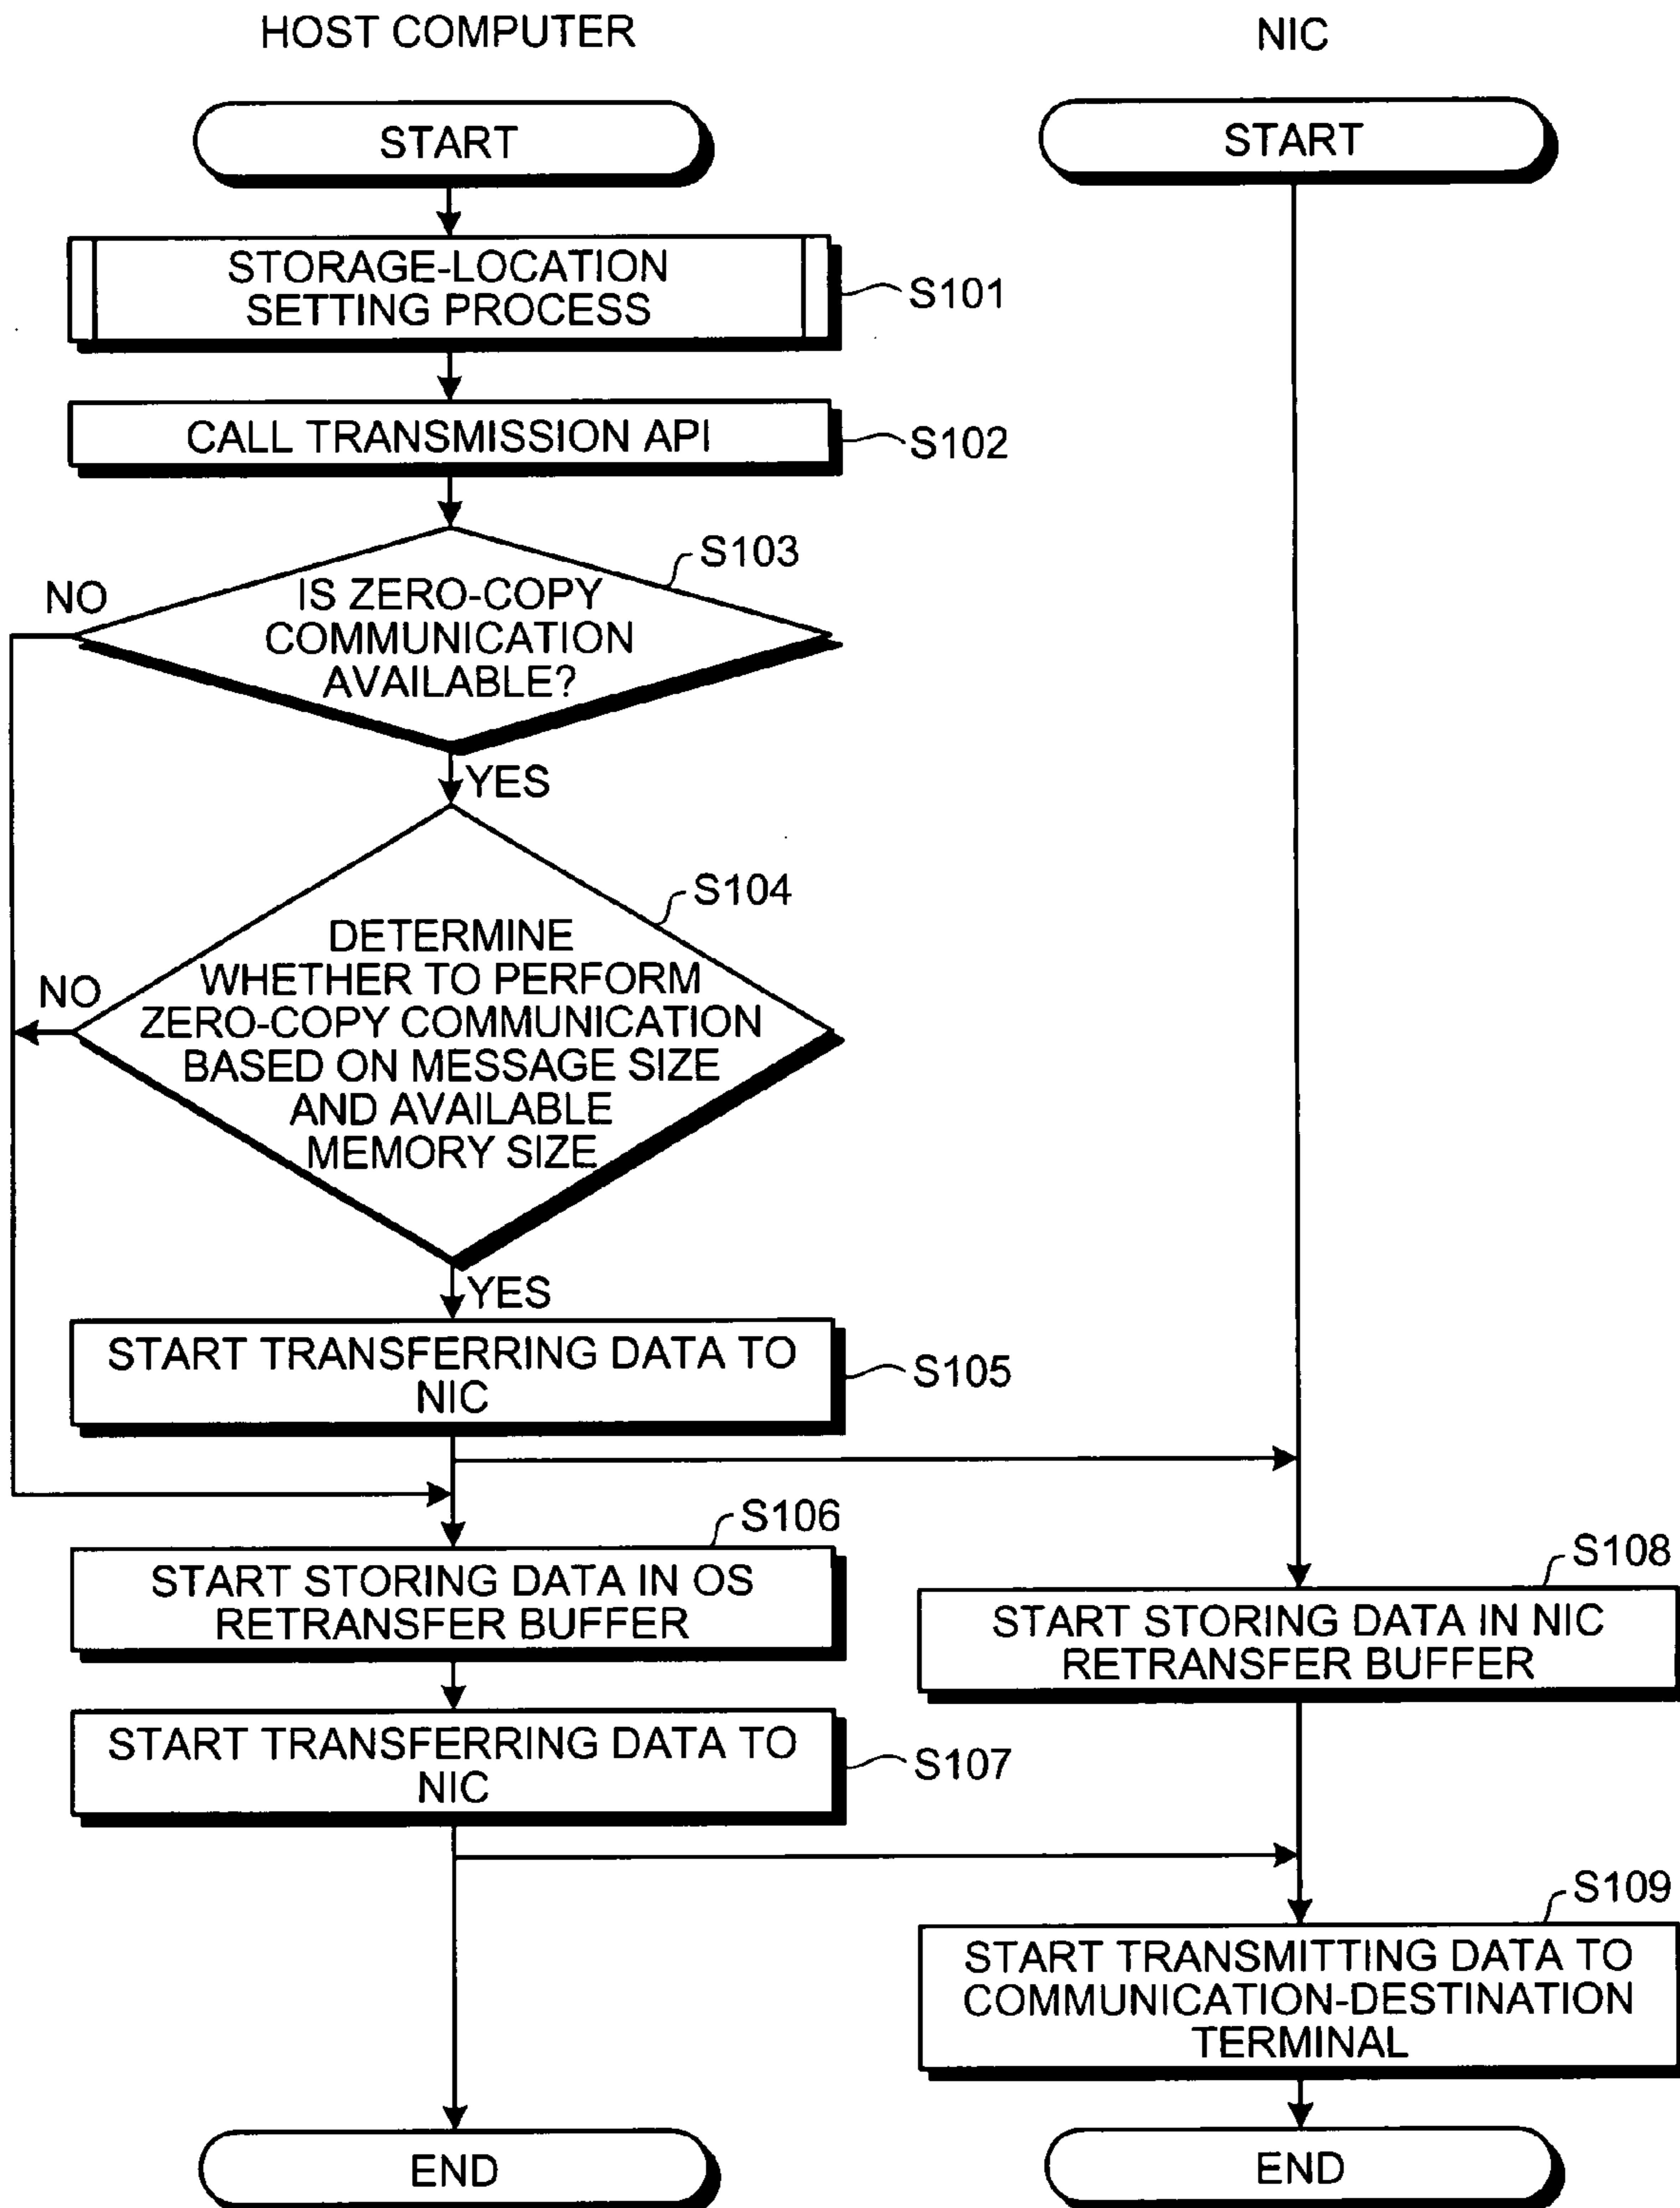 HOST COMPUTER
NIC
START
START
STORAGE-LOCATION
SETTING PROCESS
S101
CALL TRANSMISSION API
S102
S103
NO
IS ZERO-COPY
COMMUNICATION
AVAILABLE?
YES
S104
NO
DETERMINE
WHETHER TO PERFORM
ZERO-COPY COMMUNICATION
BASED ON MESSAGE SIZE
AND AVAILABLE
MEMORY SIZE
YES
START TRANSFERRING DATA TO
NIC
S105
S106
START STORING DATA IN OS
RETRANSFER BUFFER
S108
START STORING DATA IN NIC
RETRANSFER BUFFER
START TRANSFERRING DATA TO
NIC
S107
S109
START TRANSMITTING DATA TO
COMMUNICATION-DESTINATION
TERMINAL
END
END